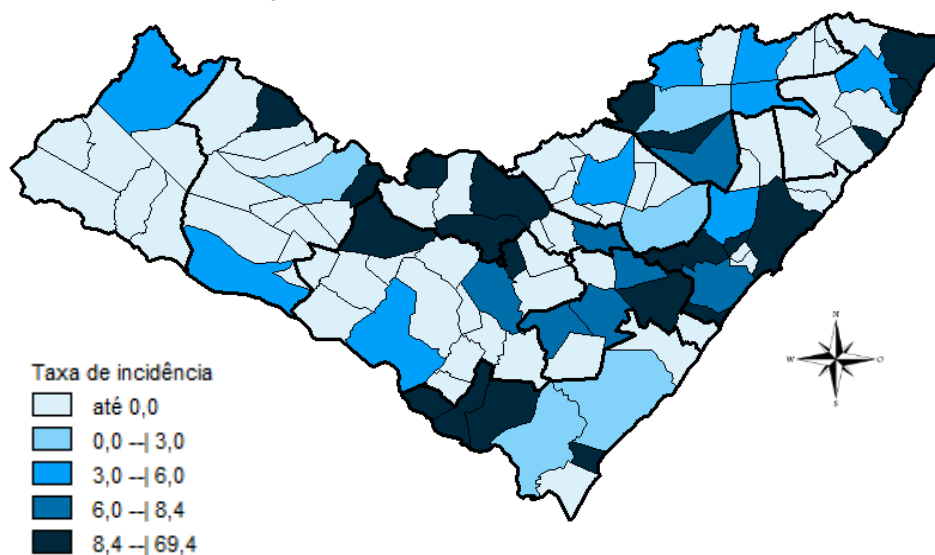 Taxa de incidência
até 0,0
0,0 --| 3,0
3,0 --| 6,0
6,0 --| 8,4
8,4 --| 69,4
N
W
O
S